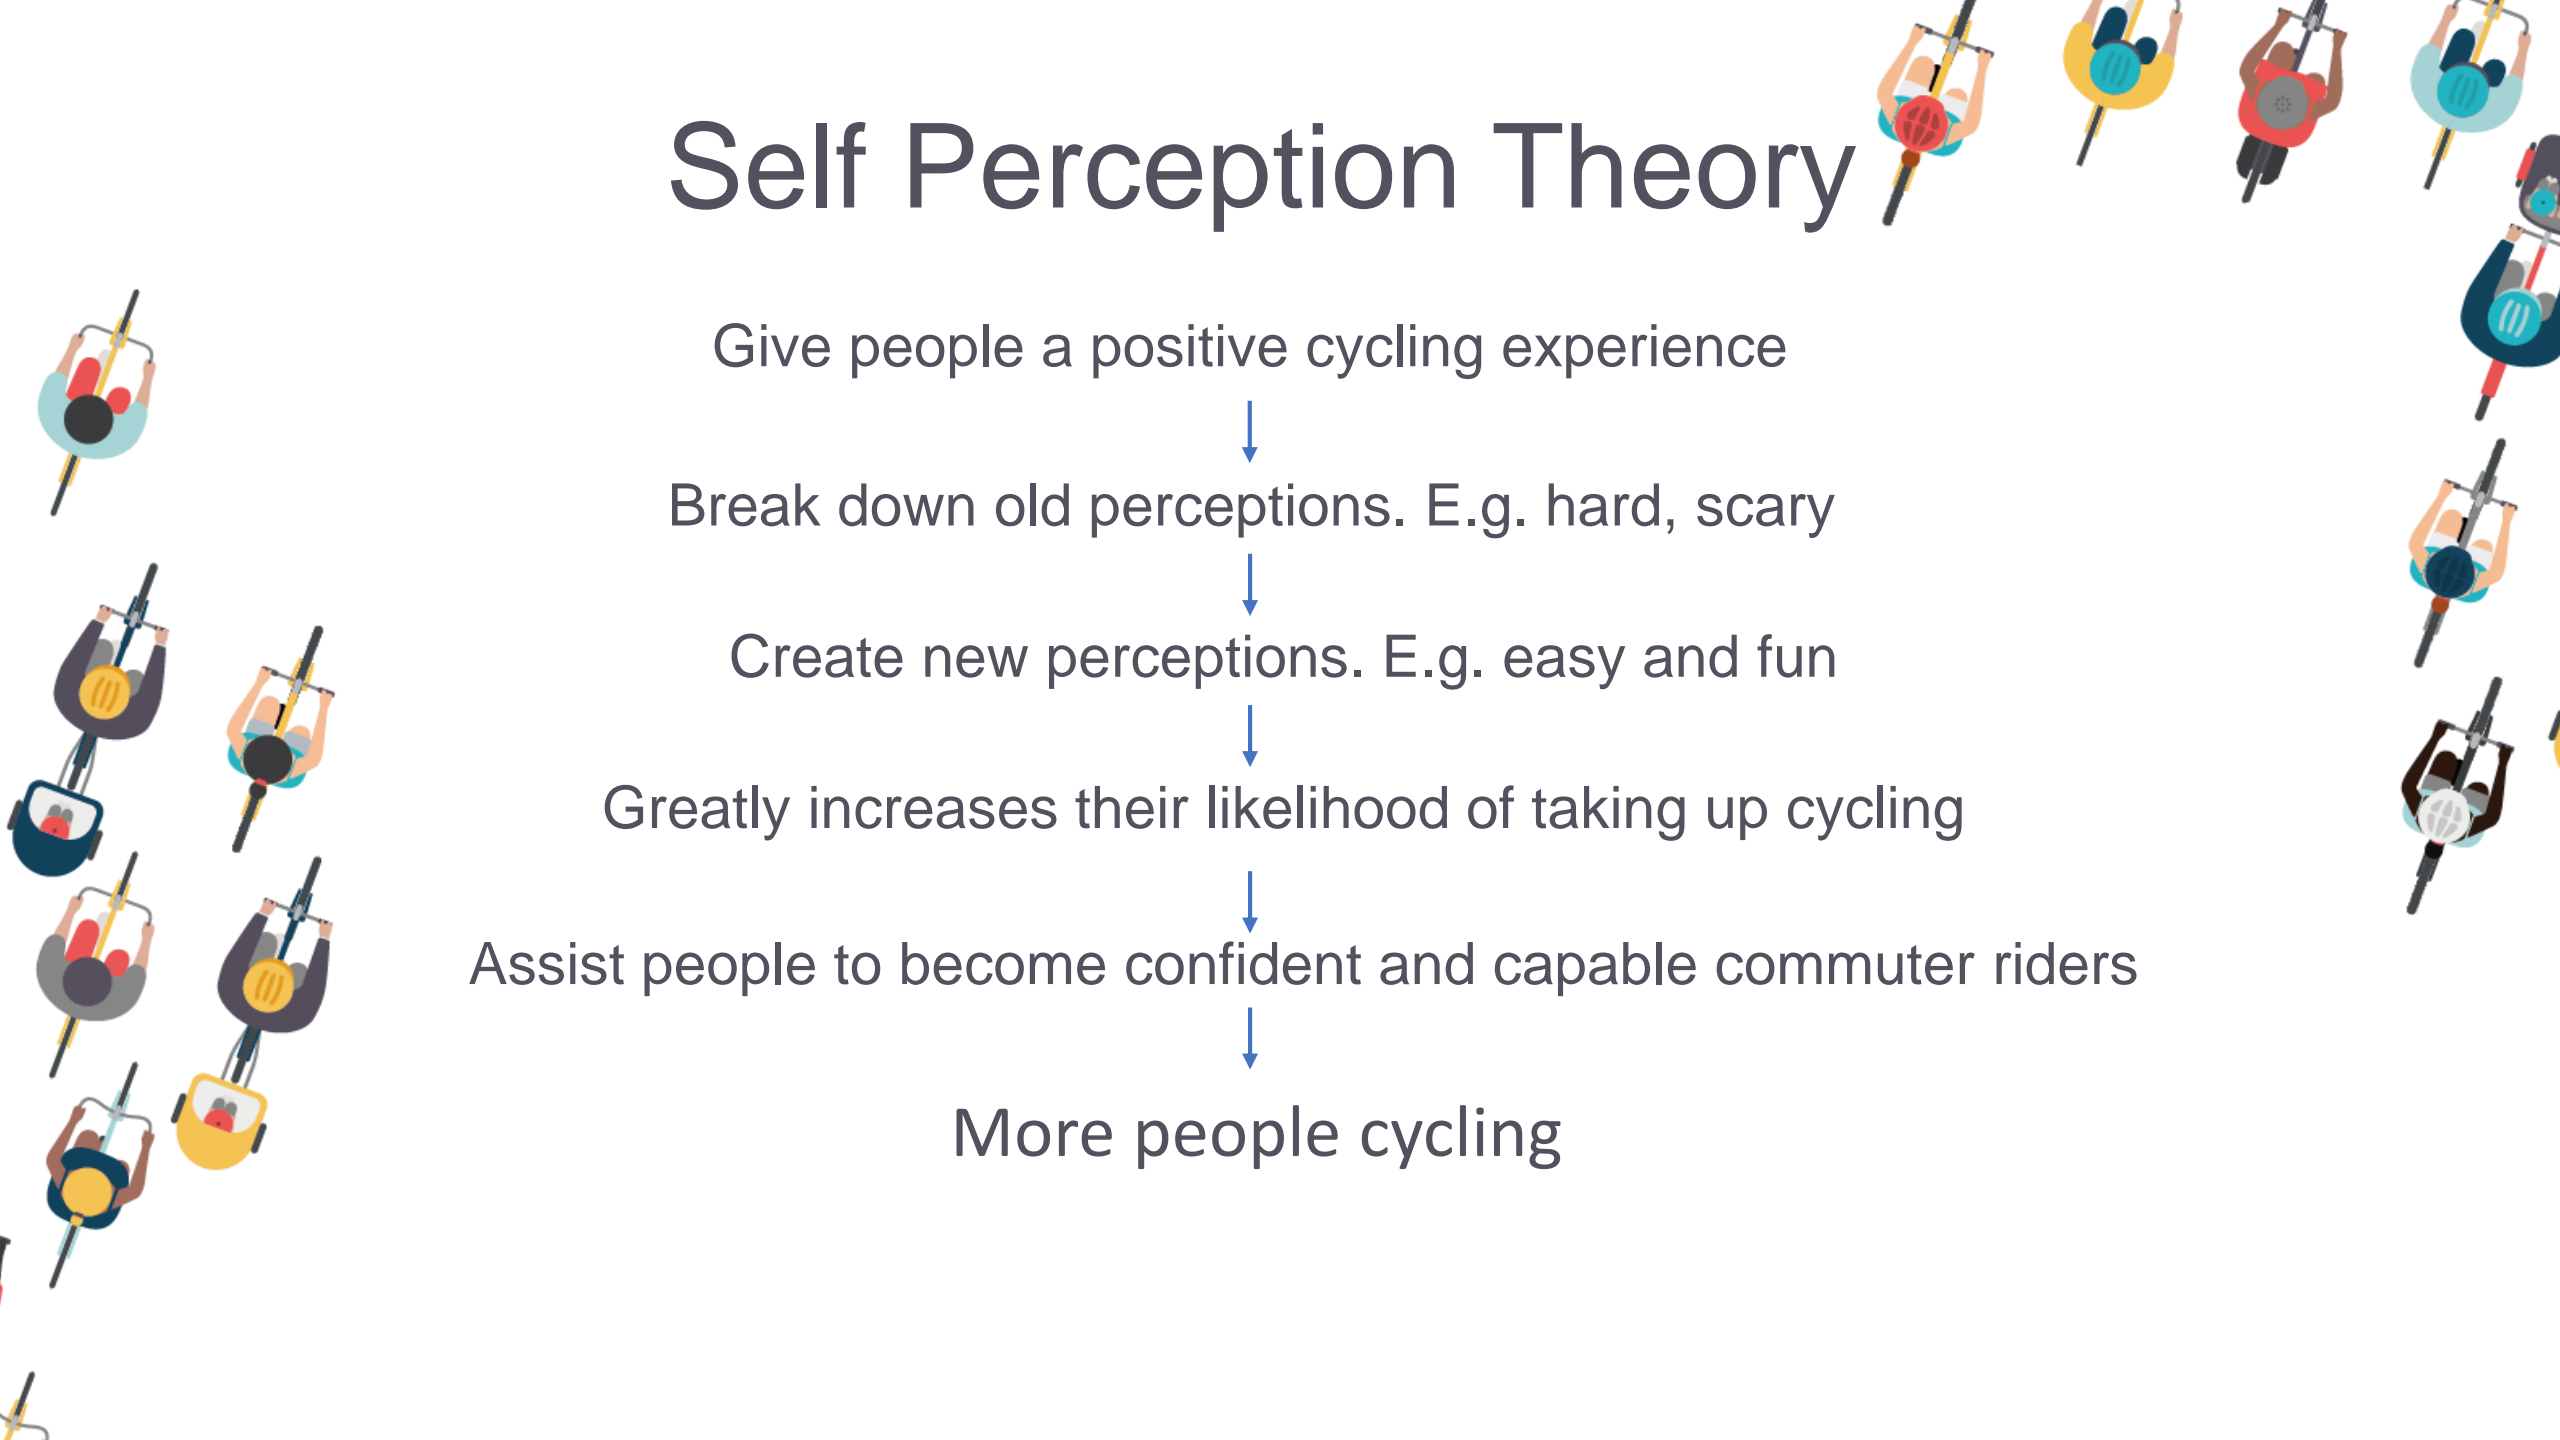 Self Perception Theory
Give people a positive cycling experience
Break down old perceptions. E.g. hard, scary
Create new perceptions. E.g. easy and fun
Greatly increases their likelihood of taking up cycling
Assist people to become confident and capable commuter riders
More people cycling